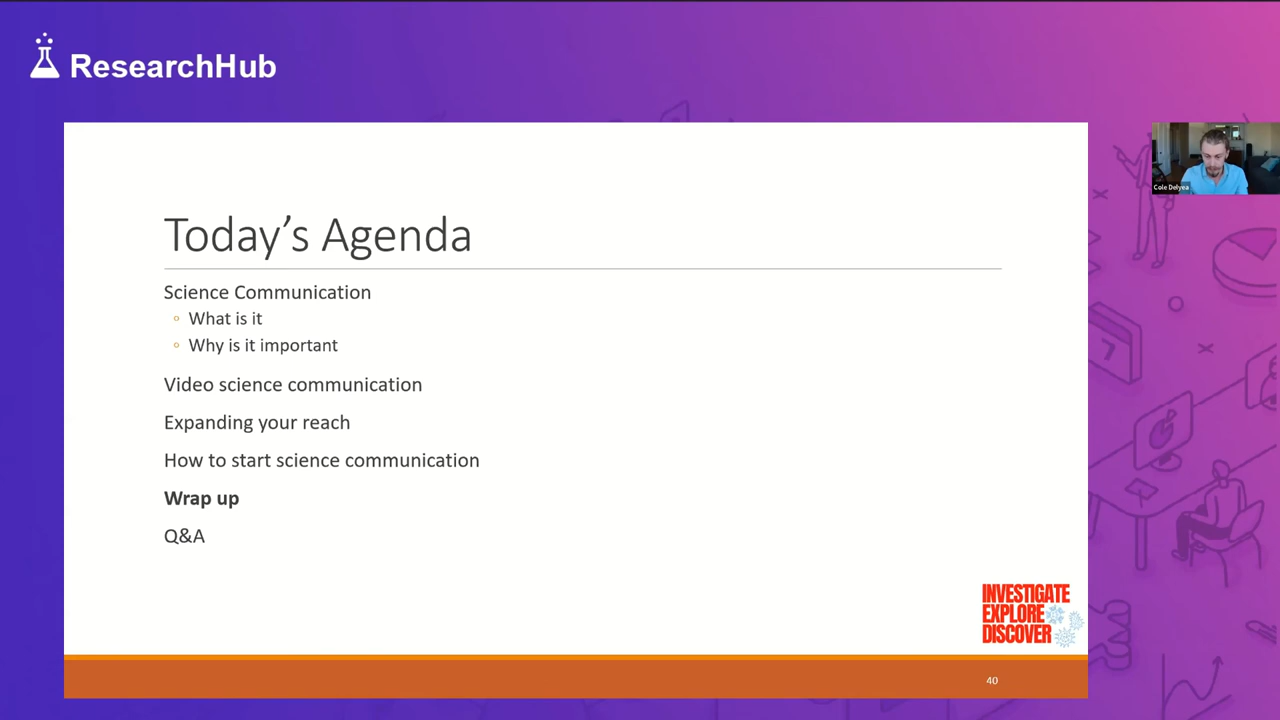 ResearchHub
Cole Delyea
Today's Agenda
Science Communication
What is it
Why is it important
Video science communication
Expanding your reach
How to start science communication
Wrap up
Q&A
INVESTIGATE
EXPLORE
DISCOVER
40
7